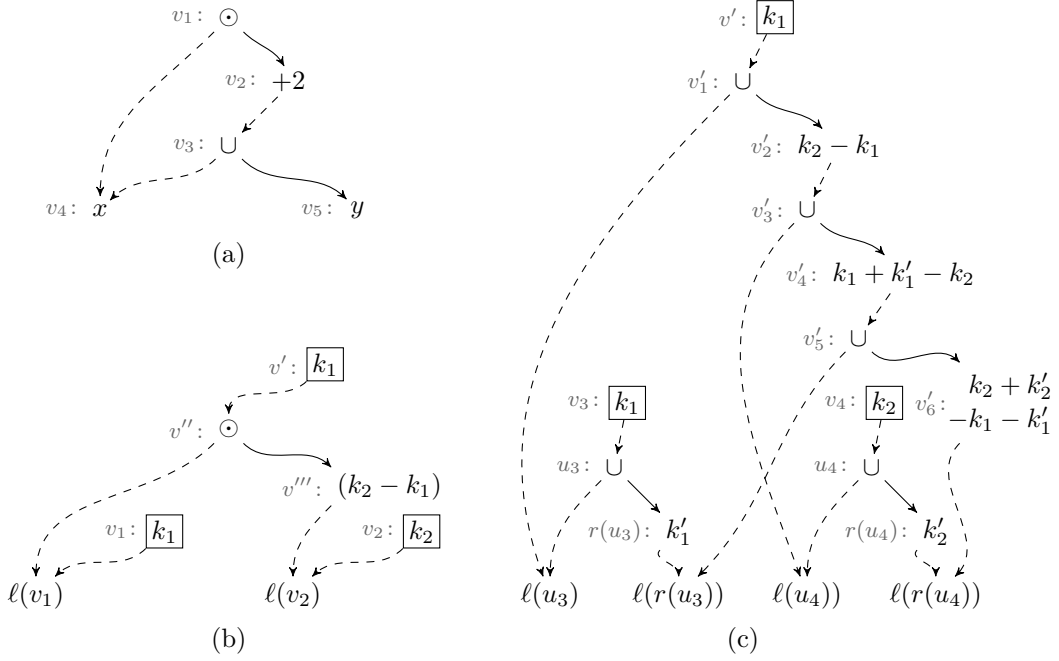 v₁: ⊙
v₂: +2
v₃: ∪
v₄: x
v₅: y
(a)
v′: k₁
v″: ⊙
v‴: (k₂ − k₁)
v₁: k₁
v₂: k₂
ℓ(v₁)
ℓ(v₂)
(b)
v′: k₁
v′₁: ∪
v′₂: k₂ − k₁
v′₃: ∪
v′₄: k₁ + k′₁ − k₂
v′₅: ∪
v′₆: k₂ + k′₂
−k₁ − k′₁
v₃: k₁
v₄: k₂
u₃: ∪
u₄: ∪
r(u₃): k′₁
r(u₄): k′₂
ℓ(u₃)
ℓ(r(u₃))
ℓ(u₄))
ℓ(r(u₄))
(c)